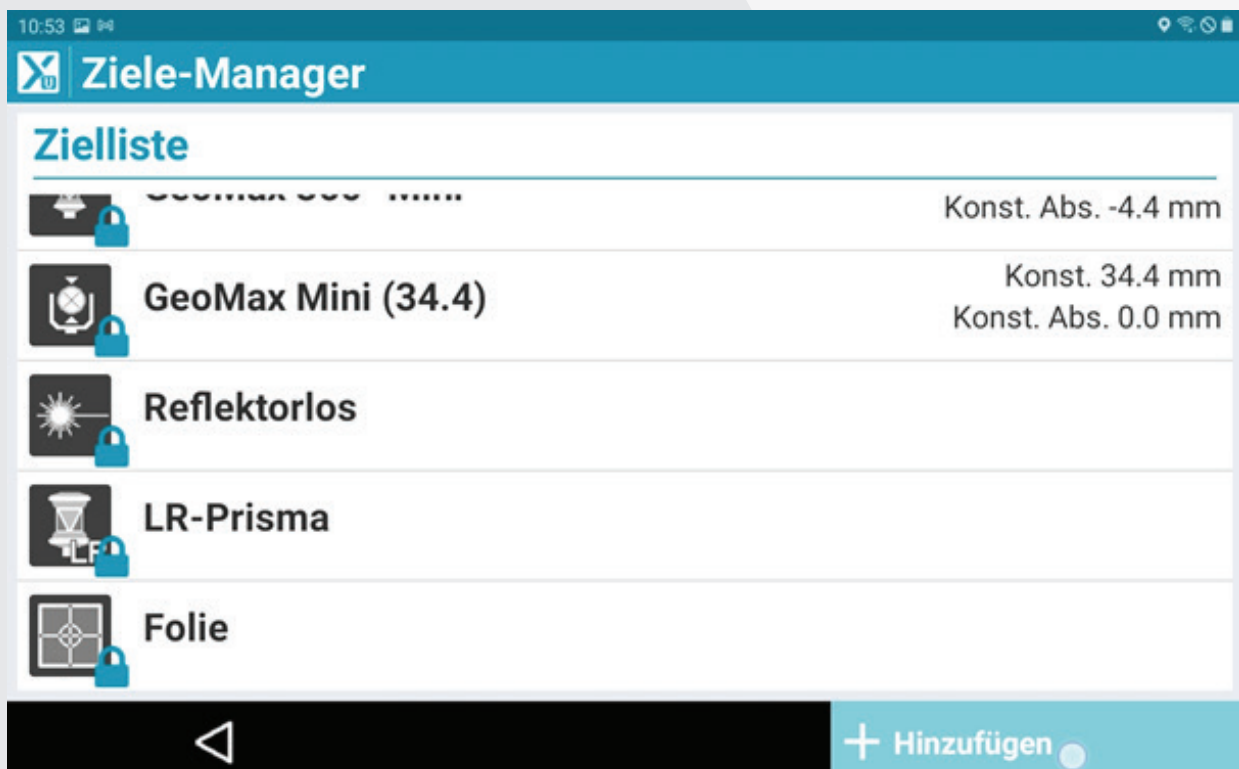 10:53
Ziele-Manager
Zielliste
Konst. Abs. -4.4 mm
GeoMax Mini (34.4)
Konst. 34.4 mm
Konst. Abs. 0.0 mm
Reflektorlos
LR-Prisma
Folie
+ Hinzufügen